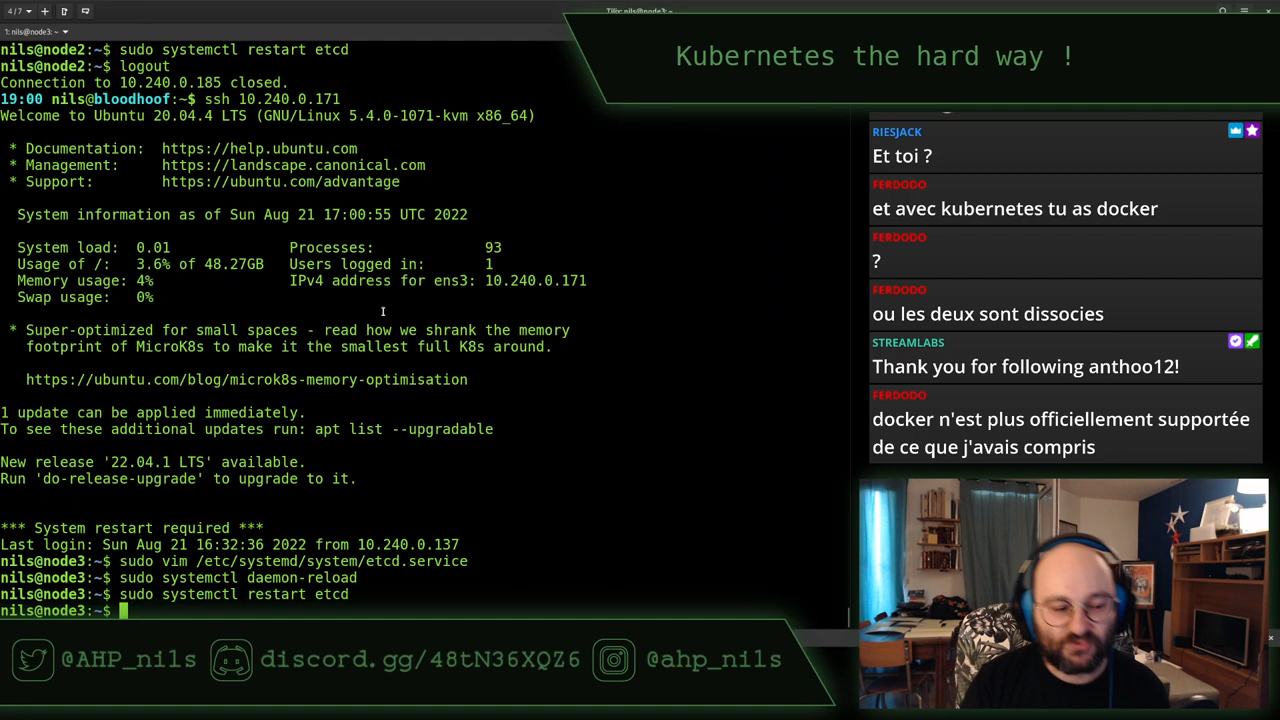 4/7
Tilix: nils@node3: ~
1: nils@node3: ~
nils@node2:~$ sudo systemctl restart etcd
nils@node2:~$ logout
Connection to 10.240.0.185 closed.
19:00 nils@bloodhoof:~$ ssh 10.240.0.171
Welcome to Ubuntu 20.04.4 LTS (GNU/Linux 5.4.0-1071-kvm x86_64)
* Documentation:  https://help.ubuntu.com
* Management:     https://landscape.canonical.com
* Support:        https://ubuntu.com/advantage
System information as of Sun Aug 21 17:00:55 UTC 2022
System load:  0.01              Processes:             93
Usage of /:   3.6% of 48.27GB   Users logged in:       1
Memory usage: 4%                IPv4 address for ens3: 10.240.0.171
Swap usage:   0%
* Super-optimized for small spaces - read how we shrank the memory
footprint of MicroK8s to make it the smallest full K8s around.
https://ubuntu.com/blog/microk8s-memory-optimisation
1 update can be applied immediately.
To see these additional updates run: apt list --upgradable
New release '22.04.1 LTS' available.
Run 'do-release-upgrade' to upgrade to it.
*** System restart required ***
Last login: Sun Aug 21 16:32:36 2022 from 10.240.0.137
nils@node3:~$ sudo vim /etc/systemd/system/etcd.service
nils@node3:~$ sudo systemctl daemon-reload
nils@node3:~$ sudo systemctl restart etcd
nils@node3:~$
Kubernetes the hard way !
RIESJACK
Et toi ?
FERDODO
et avec kubernetes tu as docker
FERDODO
?
FERDODO
ou les deux sont dissocies
STREAMLABS
Thank you for following anthoo12!
FERDODO
docker n'est plus officiellement supportée
de ce que j'avais compris
@AHP_nils
discord.gg/48tN36XQZ6
@ahp_nils